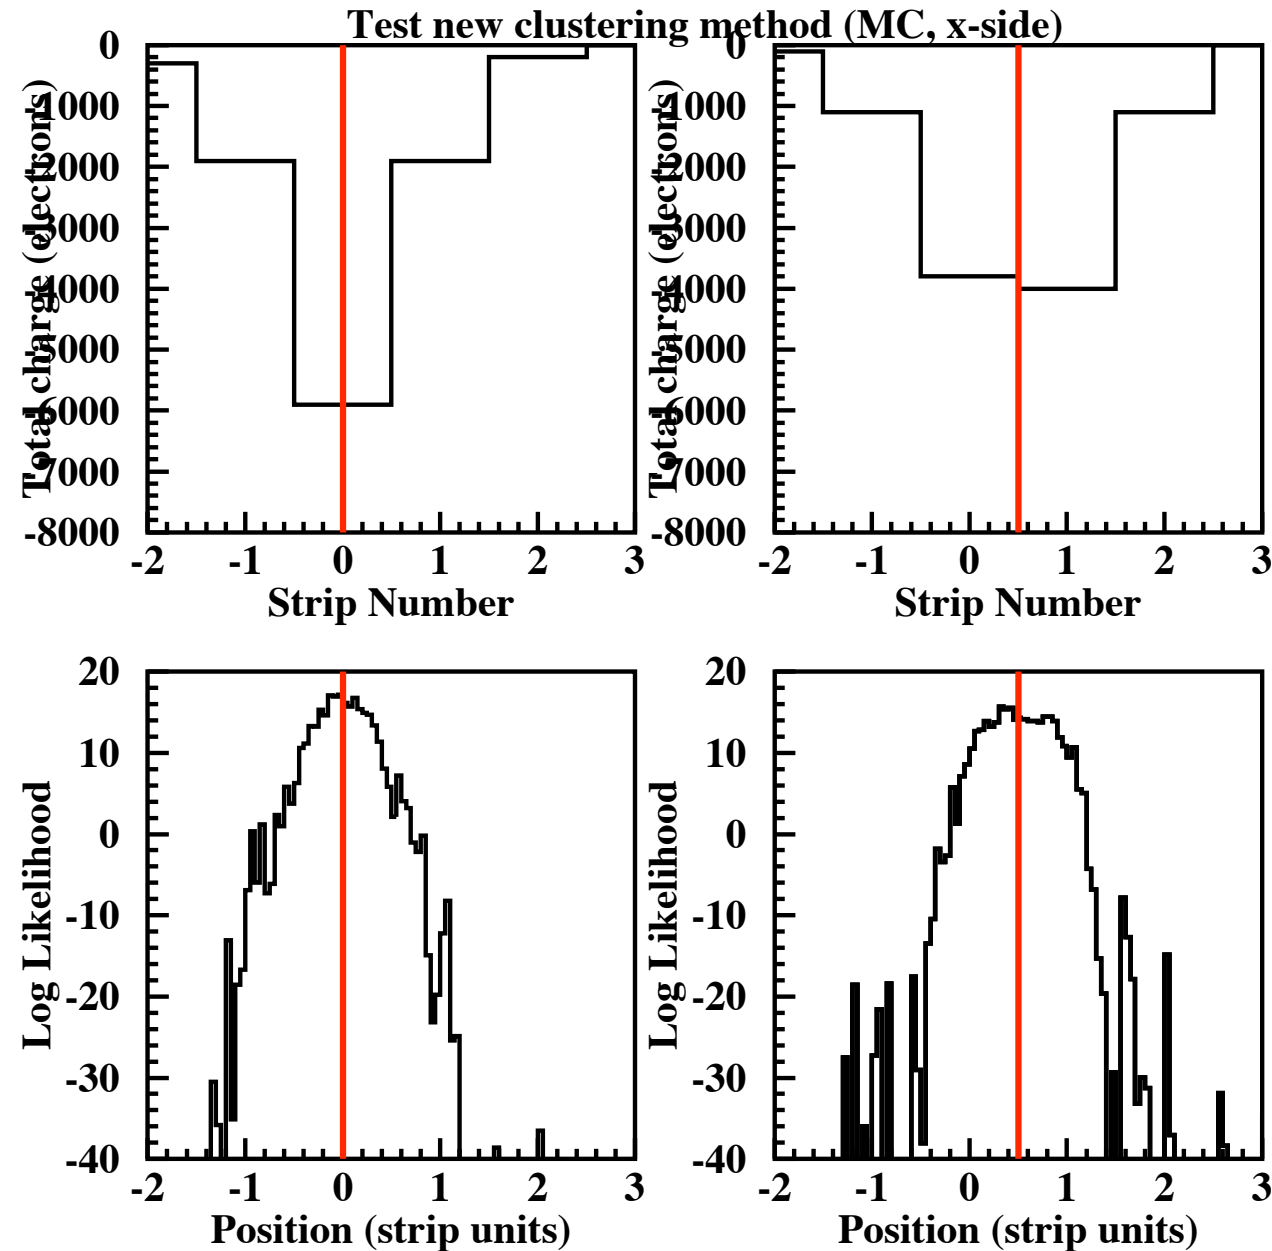 Test new clustering method (MC, x-side)
0
-1000
-2000
-3000
-4000
-5000
-6000
-7000
-8000
Total charge (electrons)
-2 -1 0 1 2 3
Strip Number
0
-1000
-2000
-3000
-4000
-5000
-6000
-7000
-8000
Total charge (electrons)
-2 -1 0 1 2 3
Strip Number
20
10
0
-10
-20
-30
-40
Log Likelihood
-2 -1 0 1 2 3
Position (strip units)
20
10
0
-10
-20
-30
-40
Log Likelihood
-2 -1 0 1 2 3
Position (strip units)